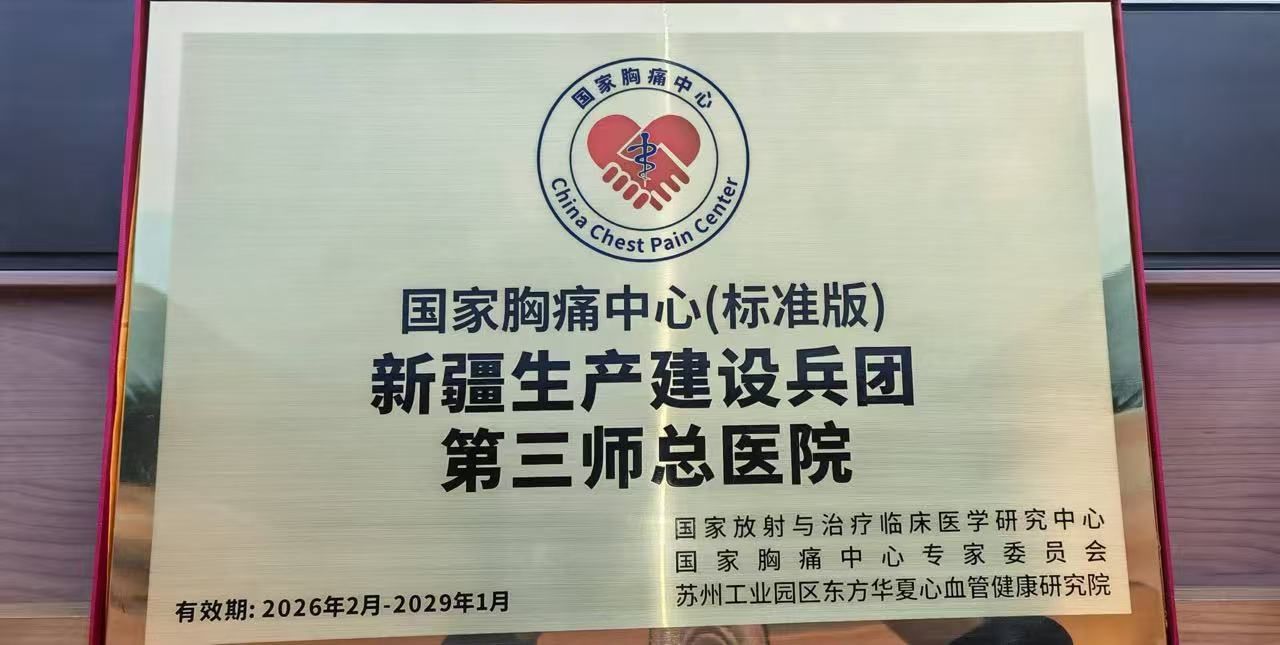 国家胸痛中心
China Chest Pain Center
国家胸痛中心(标准版)
新疆生产建设兵团
第三师总医院
国家放射与治疗临床医学研究中心
国家胸痛中心专家委员会
苏州工业园区东方华夏心血管健康研究院
有效期: 2026年2月-2029年1月